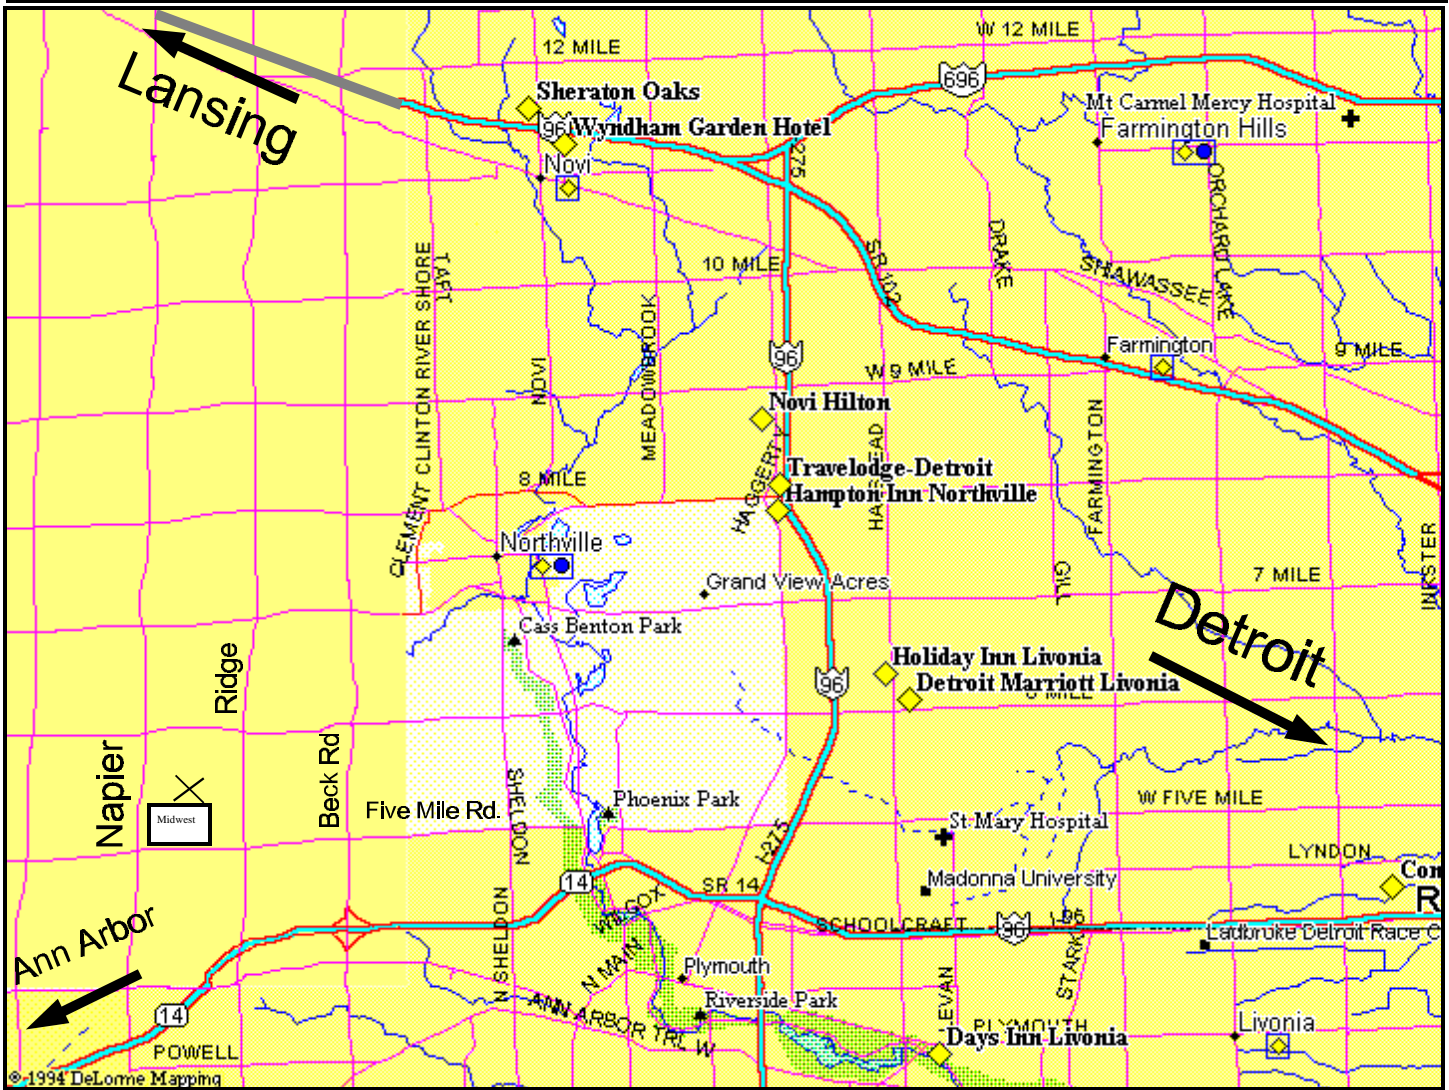 W 12 MILE
12 MILE
696
Lansing
Sheraton Oaks
Mt Carmel Mercy Hospital
96
Wyndham Garden Hotel
Farmington Hills
I-275
Novi
ORCHARD LAKE
TAFT
CLEMENT CLINTON RIVER SHORE
DRAKE
10 MILE
SR 102
SHIAWASSEE
MEADOWBROOK
Farmington
9 MILE
96
W 9 MILE
NOVI
Novi Hilton
FARMINGTON
HAGGERTY
Travelodge-Detroit
8 MILE
Hampton Inn Northville
INKSTER
Northville
GILL
7 MILE
Grand View Acres
Detroit
Cass Benton Park
Ridge
Holiday Inn Livonia
96
Detroit Marriott Livonia
Napier
Beck Rd
SHELDON
Phoenix Park
W FIVE MILE
Five Mile Rd.
Midwest
St Mary Hospital
I-275
LYNDON
Madonna University
14
SR 14
Con
R
WILCOX
SCHOOLCRAFT
96
I-96
Ladbroke Detroit Race C
Ann Arbor
N SHELDON
N MAIN
Plymouth
STARK
LEVAN
ANN ARBOR TRL W
Riverside Park
14
PLYMOUTH
Livonia
Days Inn Livonia
POWELL
© 1994 DeLorme Mapping